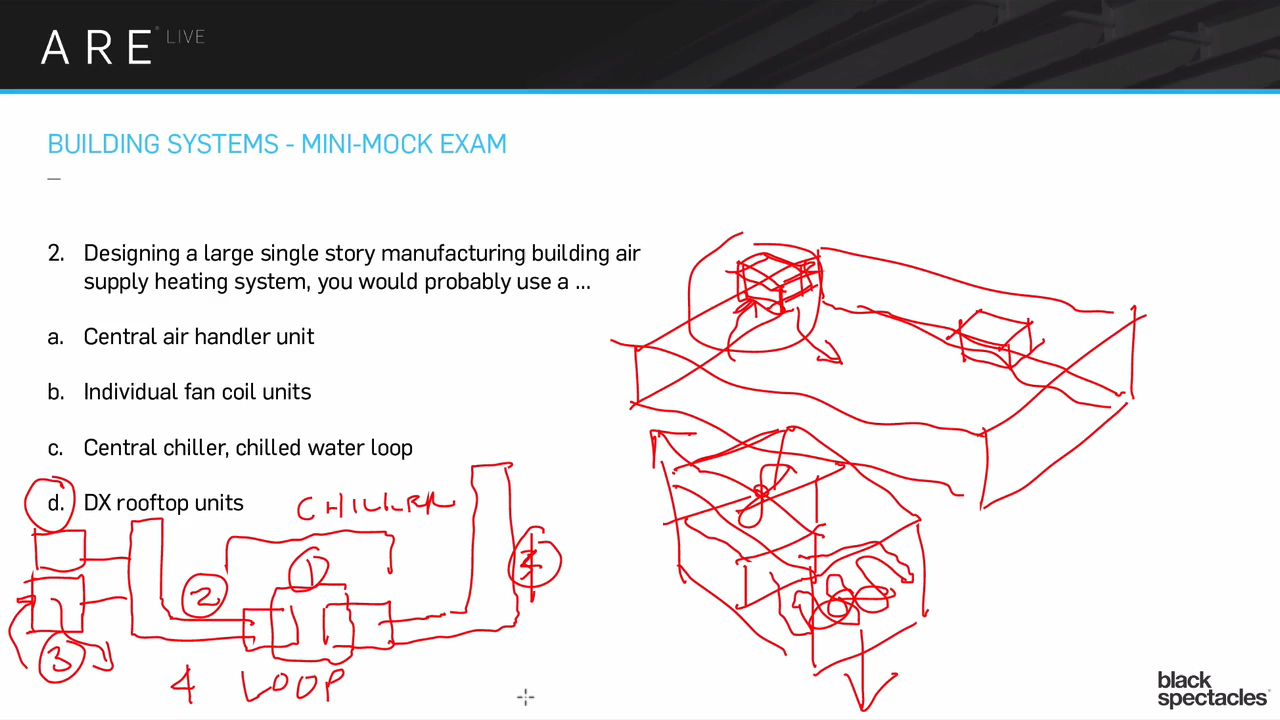 ARE® LIVE
BUILDING SYSTEMS - MINI-MOCK EXAM
2. Designing a large single story manufacturing building air
supply heating system, you would probably use a ...
a. Central air handler unit
b. Individual fan coil units
c. Central chiller, chilled water loop
d. DX rooftop units
CHILLER
1
2
3
4 LOOP
black
spectacles